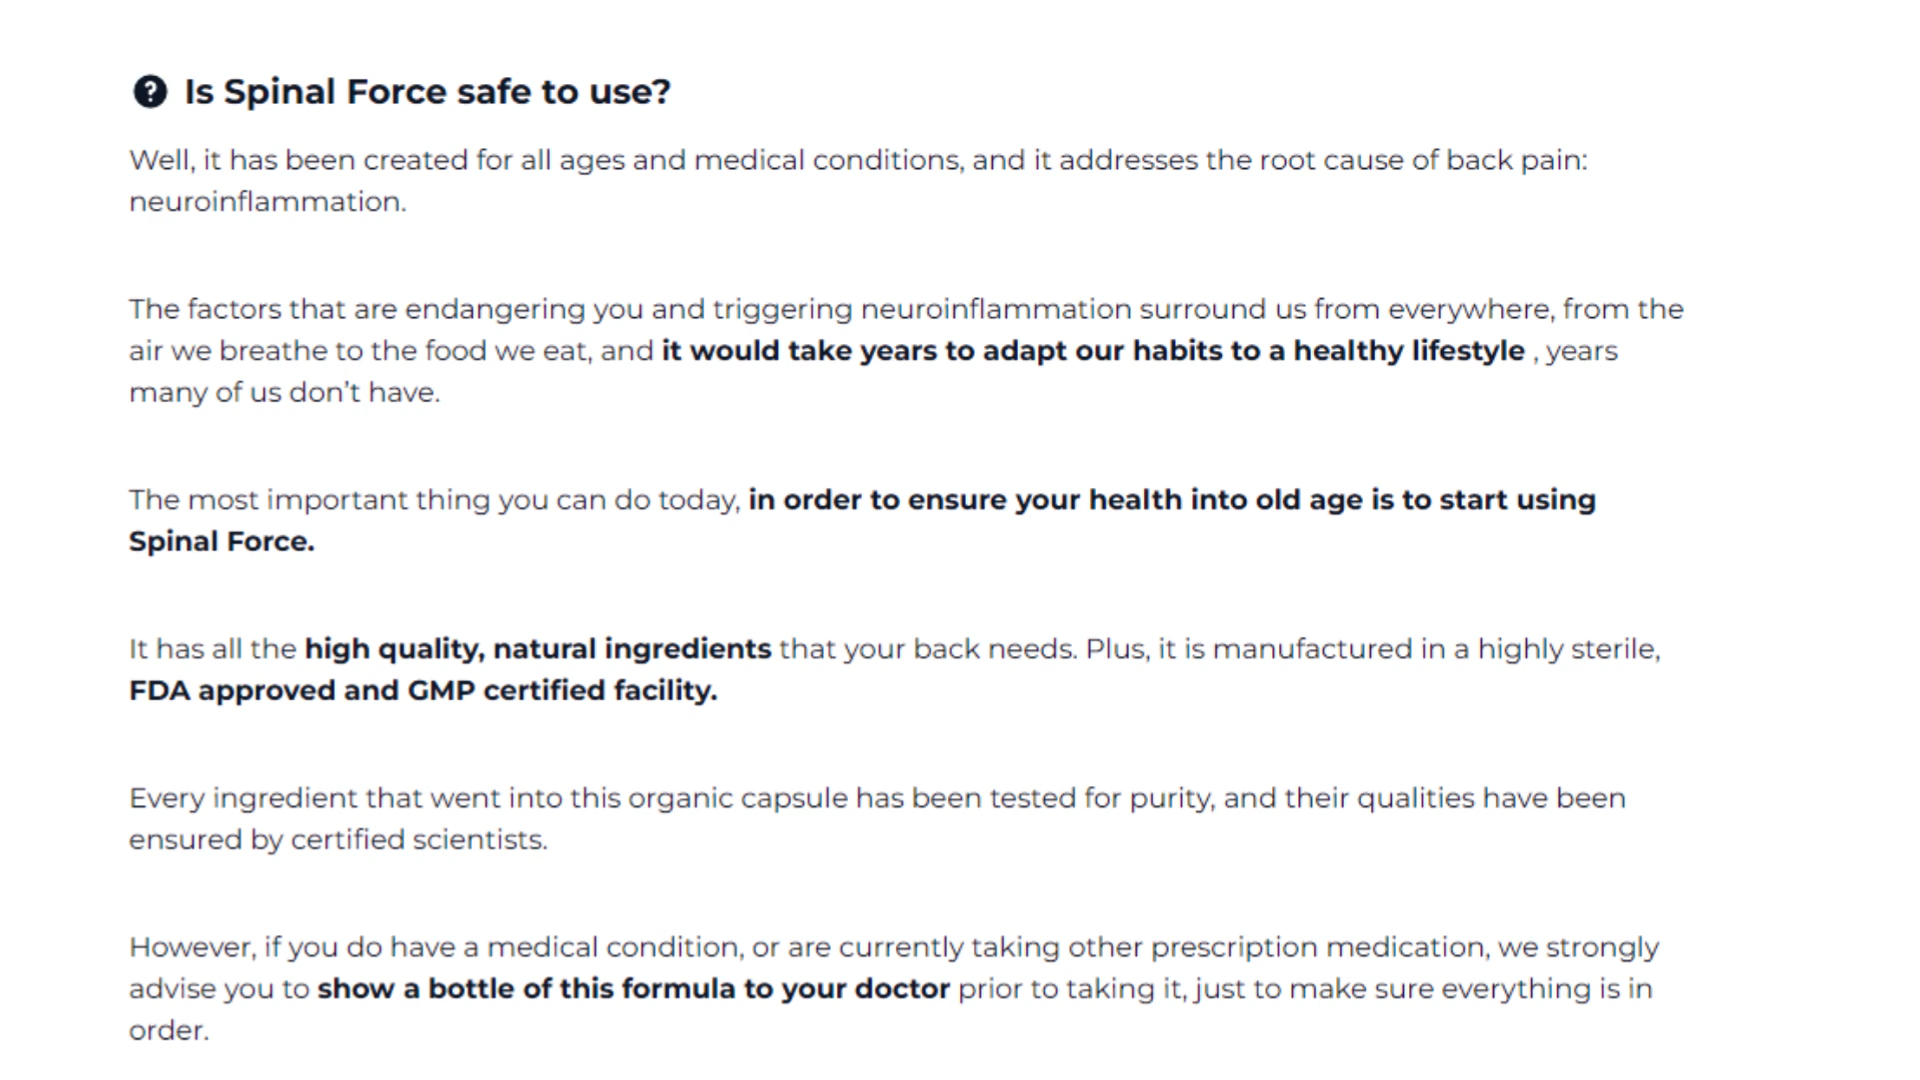 Is Spinal Force safe to use?
Well, it has been created for all ages and medical conditions, and it addresses the root cause of back pain:
neuroinflammation.
The factors that are endangering you and triggering neuroinflammation surround us from everywhere, from the
air we breathe to the food we eat, and it would take years to adapt our habits to a healthy lifestyle , years
many of us don’t have.
The most important thing you can do today, in order to ensure your health into old age is to start using
Spinal Force.
It has all the high quality, natural ingredients that your back needs. Plus, it is manufactured in a highly sterile,
FDA approved and GMP certified facility.
Every ingredient that went into this organic capsule has been tested for purity, and their qualities have been
ensured by certified scientists.
However, if you do have a medical condition, or are currently taking other prescription medication, we strongly
advise you to show a bottle of this formula to your doctor prior to taking it, just to make sure everything is in
order.